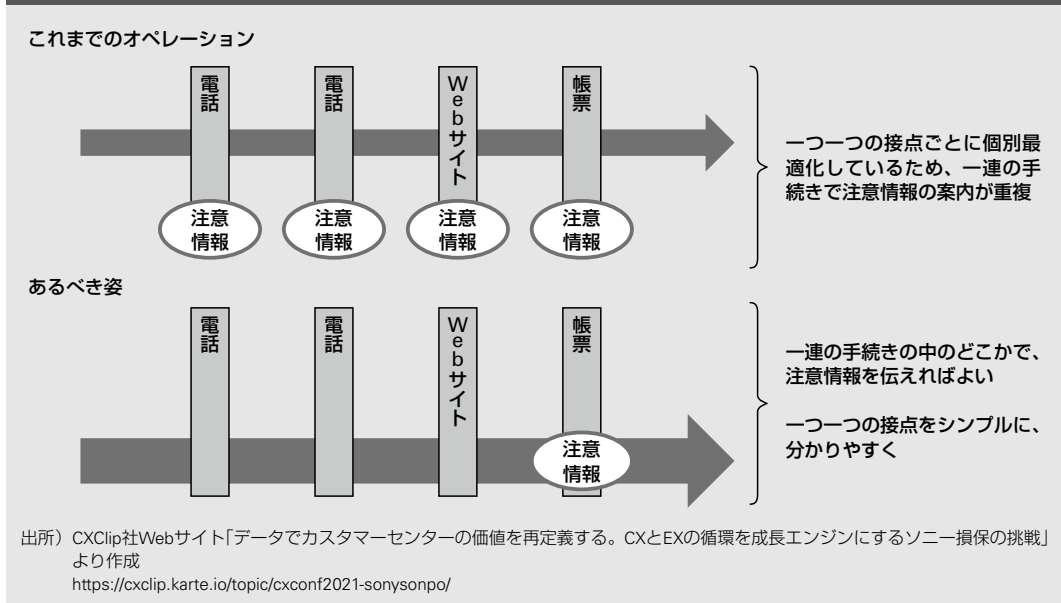 これまでのオペレーション
電話
電話
Webサイト
帳票
注意
情報
注意
情報
注意
情報
注意
情報
一つ一つの接点ごとに個別最
適化しているため、一連の手
続きで注意情報の案内が重複
あるべき姿
電話
電話
Webサイト
帳票
注意
情報
一連の手続きの中のどこかで、
注意情報を伝えればよい
一つ一つの接点をシンプルに、
分かりやすく
出所）CXClip社Webサイト「データでカスタマーセンターの価値を再定義する。CXとEXの循環を成長エンジンにするソニー損保の挑戦」
より作成
https://cxclip.karte.io/topic/cxconf2021-sonysonpo/